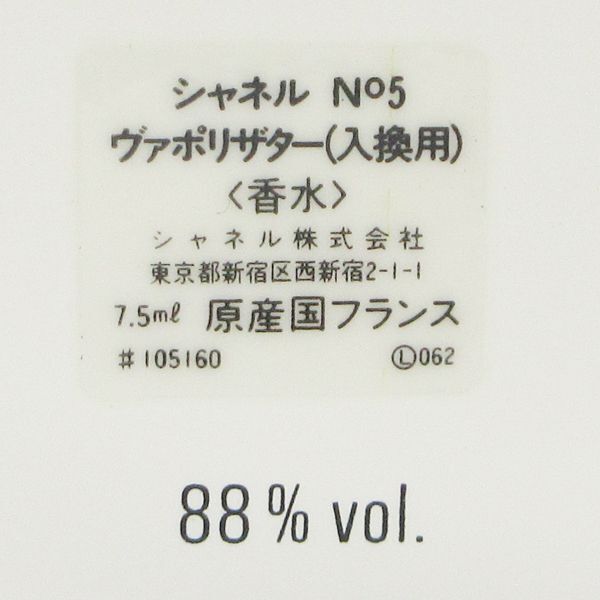 シャネル Nº5
ヴァポリザター(入換用)
〈香水〉
シャネル株式会社
東京都新宿区西新宿2-1-1
7.5ml 原産国フランス
#105160 Ⓛ062
88% vol.